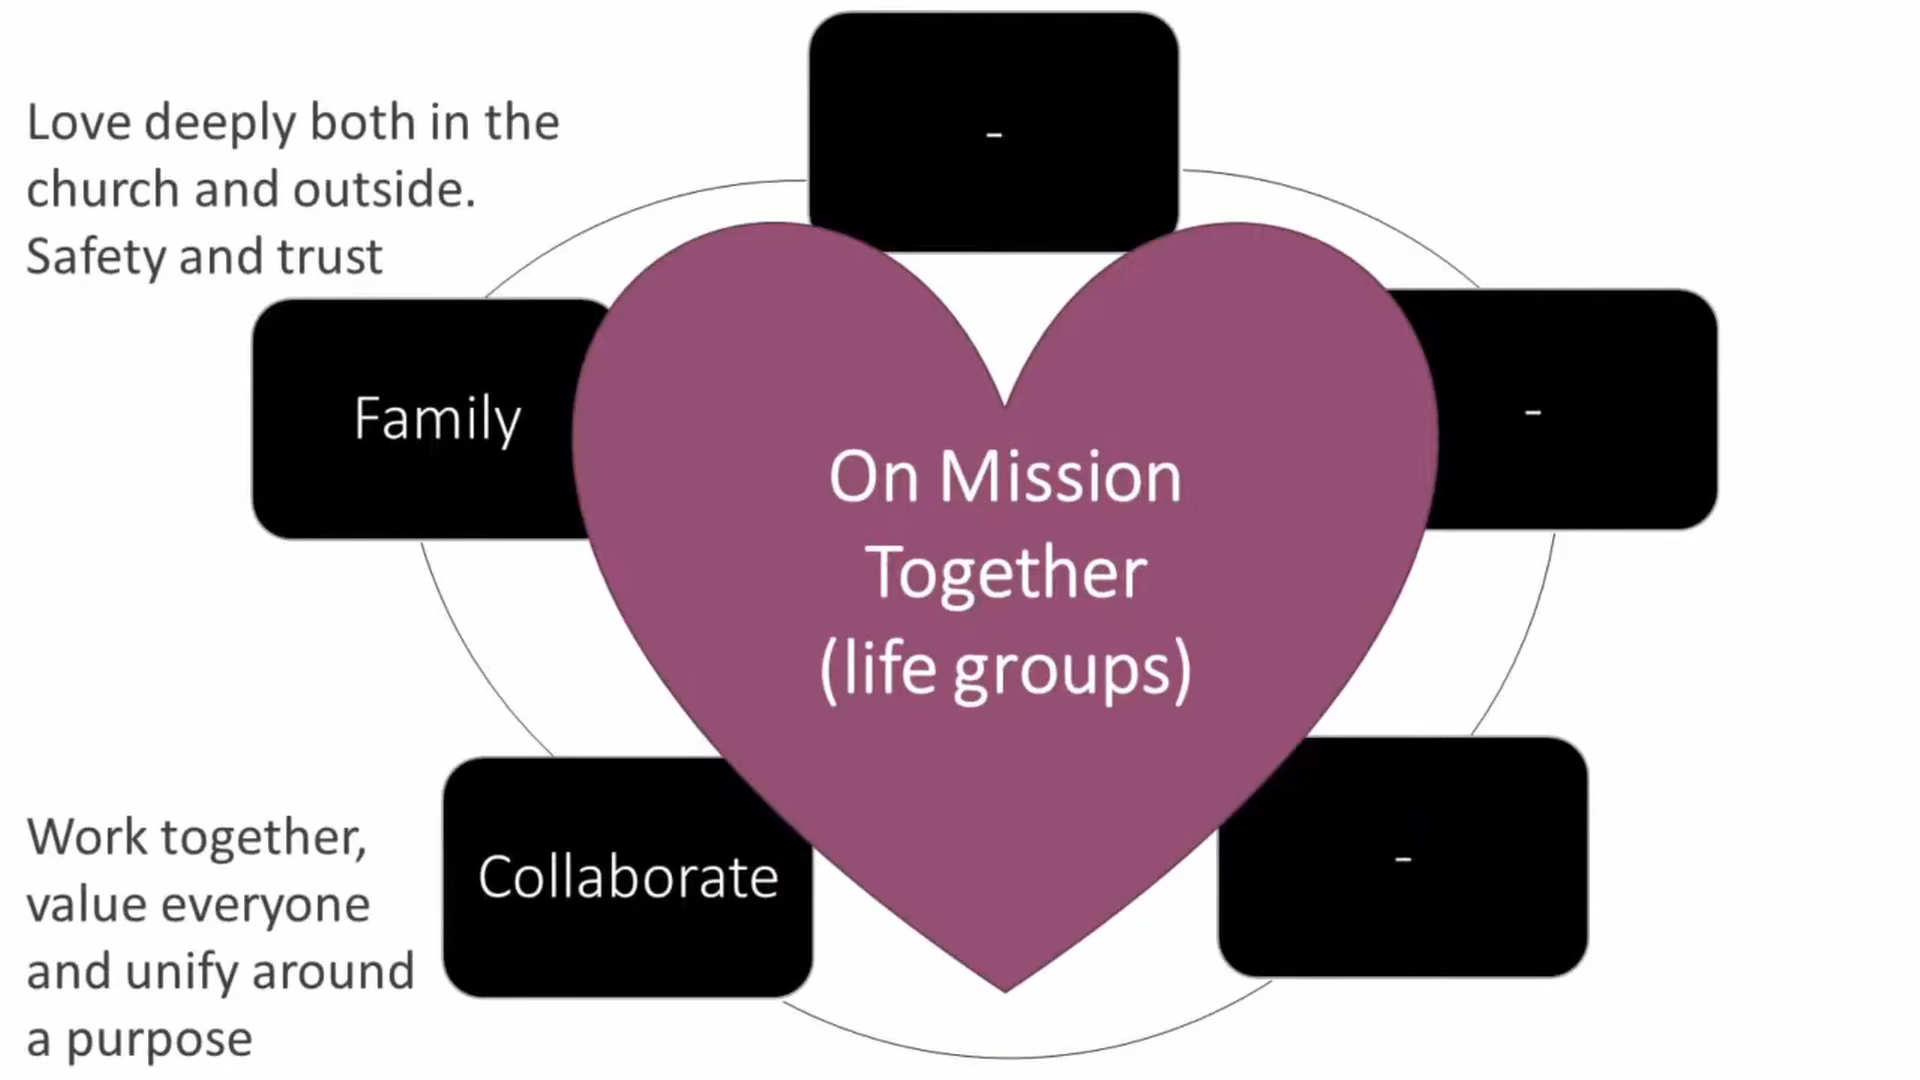 -
Love deeply both in the
church and outside.
Safety and trust
Family
-
On Mission
Together
(life groups)
Collaborate
-
Work together,
value everyone
and unify around
a purpose